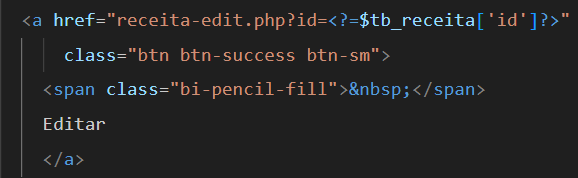 <a href="receita-edit.php?id=<?=$tb_receita['id']?>"
class="btn btn-success btn-sm">
<span class="bi-pencil-fill">&nbsp;</span>
Editar
</a>